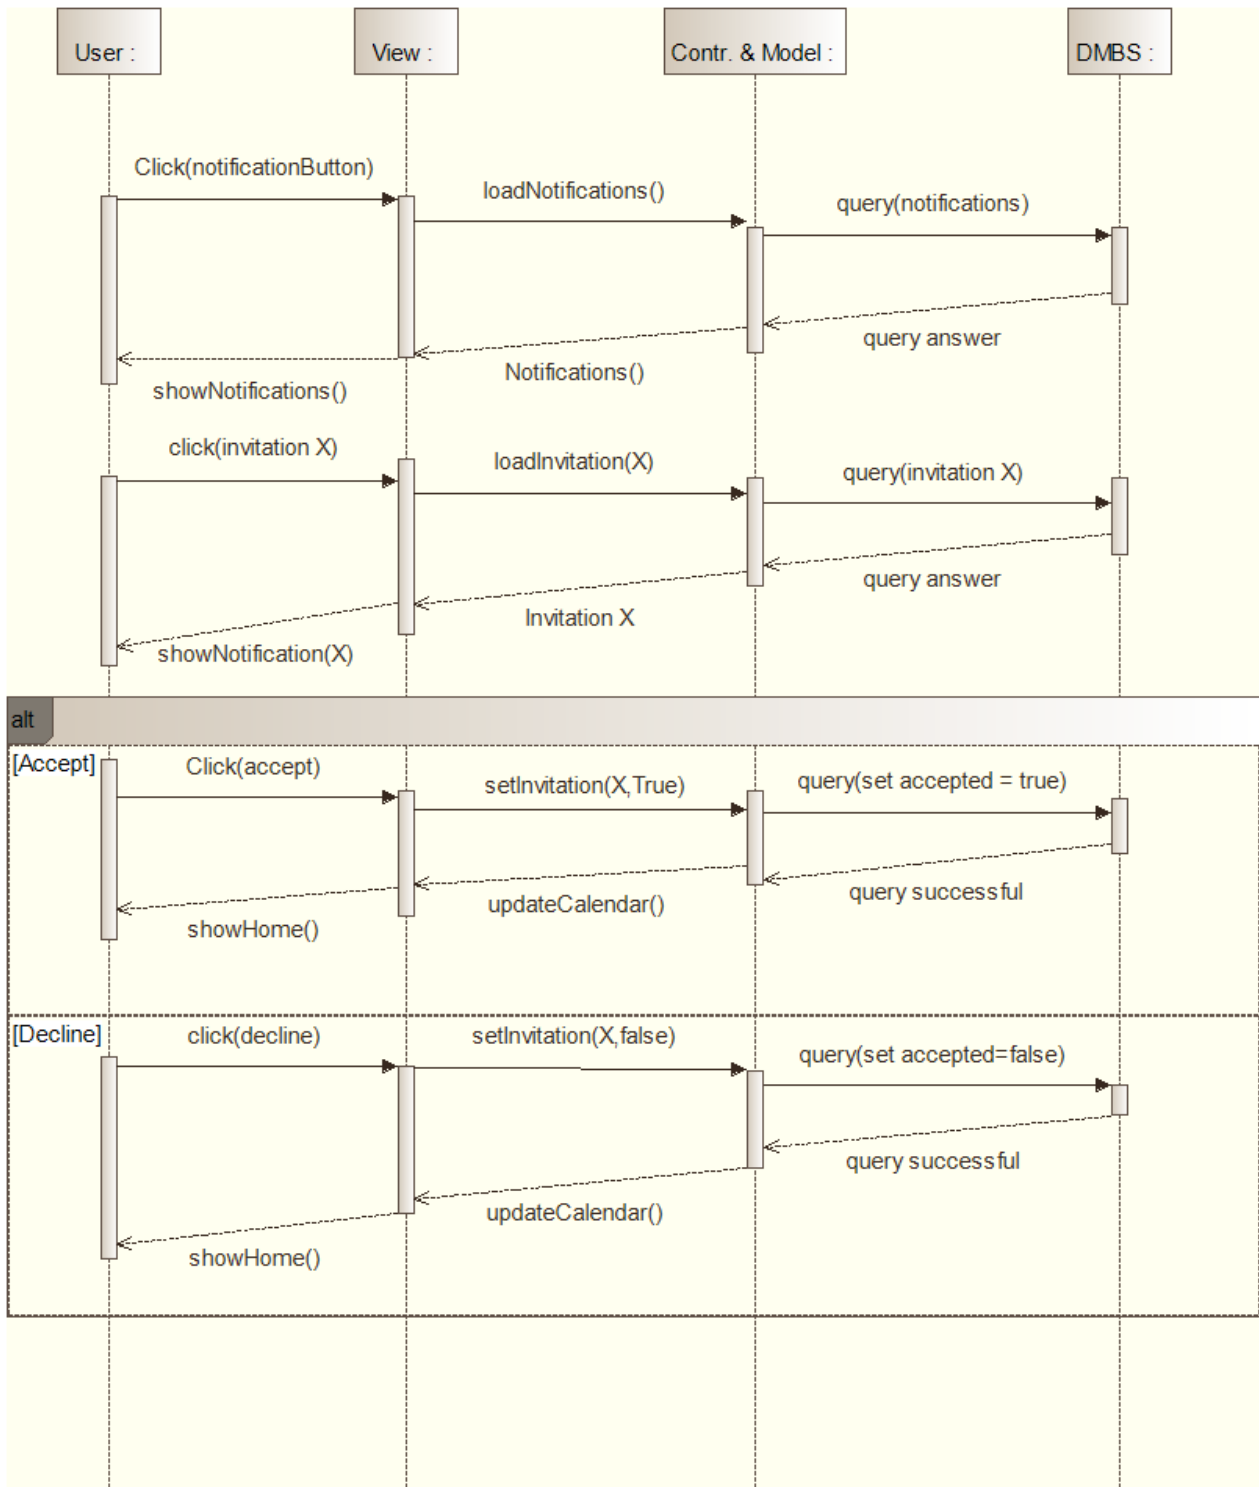 User :
View :
Contr. & Model :
DMBS :
Click(notificationButton)
loadNotifications()
query(notifications)
query answer
Notifications()
showNotifications()
click(invitation X)
loadInvitation(X)
query(invitation X)
query answer
Invitation X
showNotification(X)
alt
[Accept]
Click(accept)
setInvitation(X,True)
query(set accepted = true)
query successful
updateCalendar()
showHome()
[Decline]
click(decline)
setInvitation(X,false)
query(set accepted=false)
query successful
updateCalendar()
showHome()